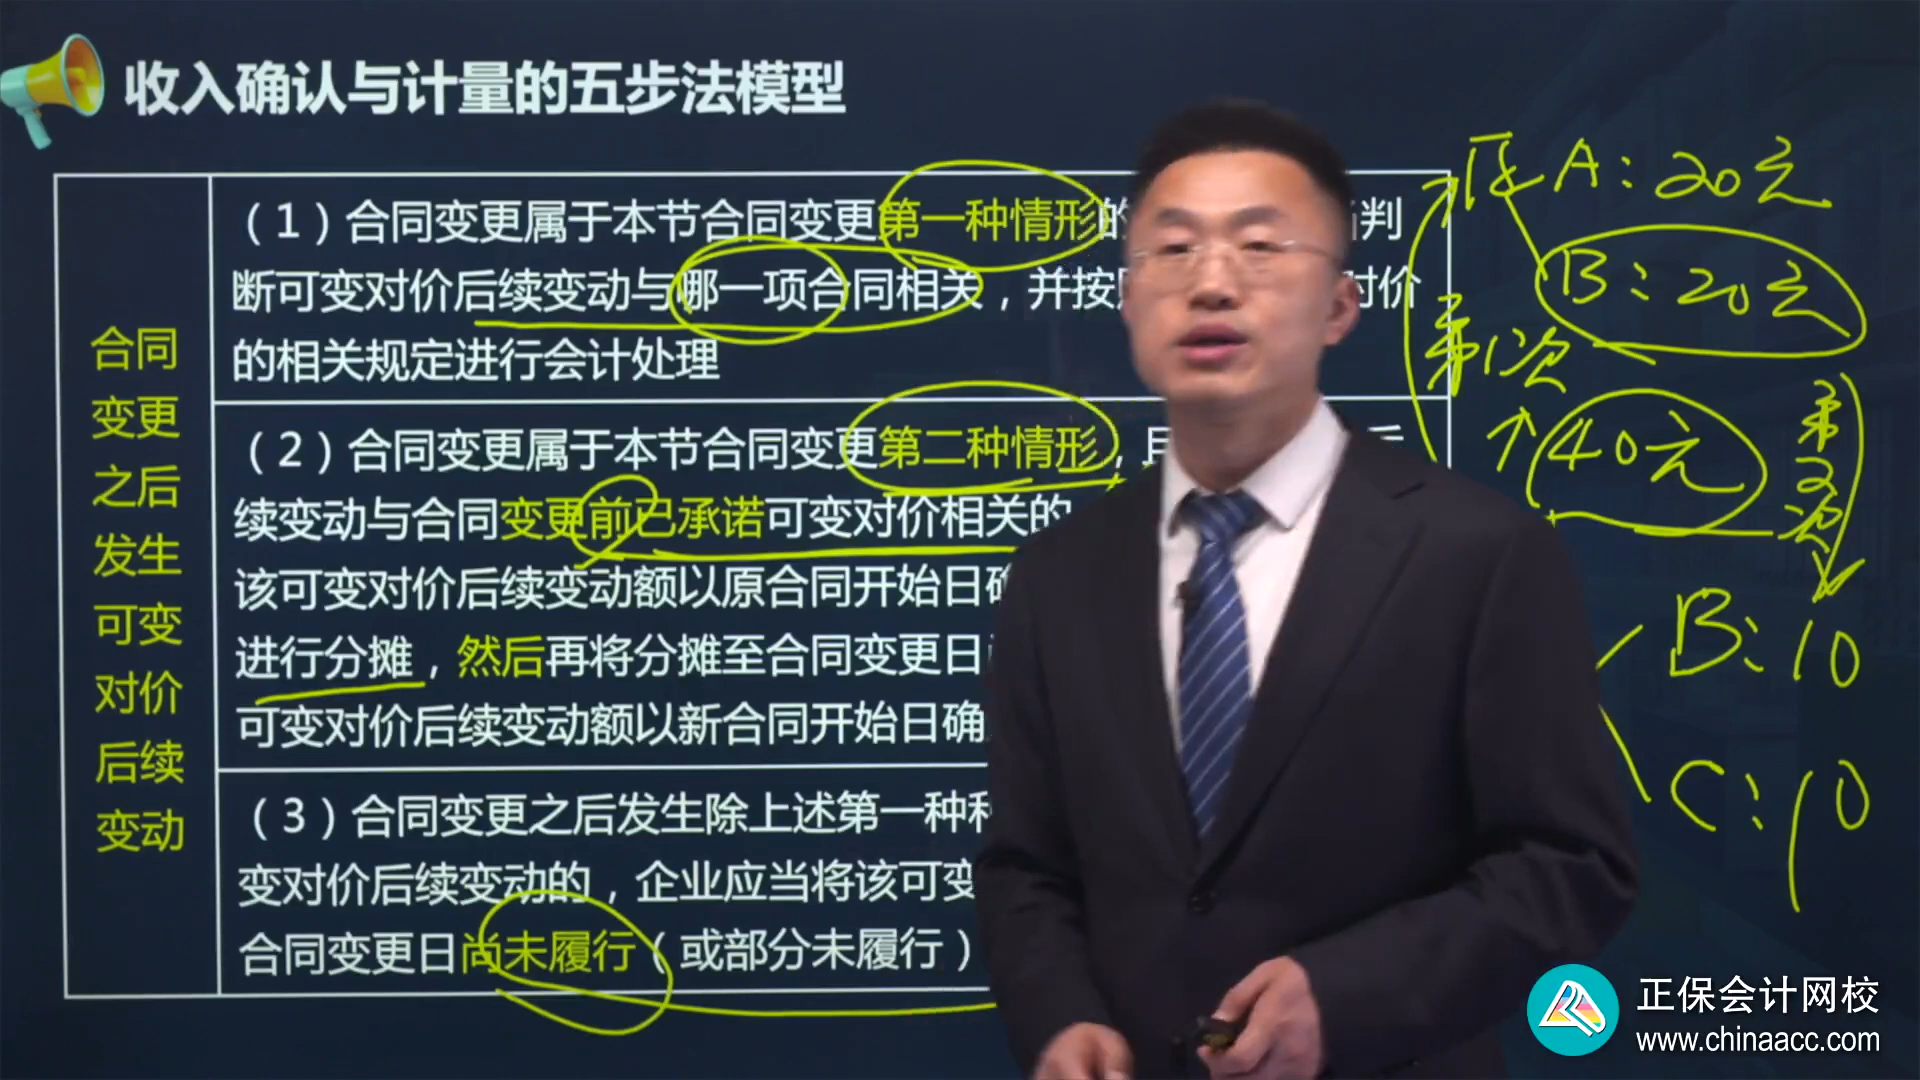 收入确认与计量的五步法模型
合同
变更
之后
发生
可变
对价
后续
变动
（1）合同变更属于本节合同变更第一种情形的
判
断可变对价后续变动与哪一项合同相关，并按
对价
的相关规定进行会计处理
（2）合同变更属于本节合同变更第二种情形，且
续变动与合同变更前已承诺可变对价相关的
该可变对价后续变动额以原合同开始日确
进行分摊，然后再将分摊至合同变更日
可变对价后续变动额以新合同开始日确
（3）合同变更之后发生除上述第一种
变对价后续变动的，企业应当将该可变
合同变更日尚未履行（或部分未履行）
A：20元
B：20元
第1次
↑
40元
第2次
B：10
C：10
正保会计网校
www.chinaacc.com